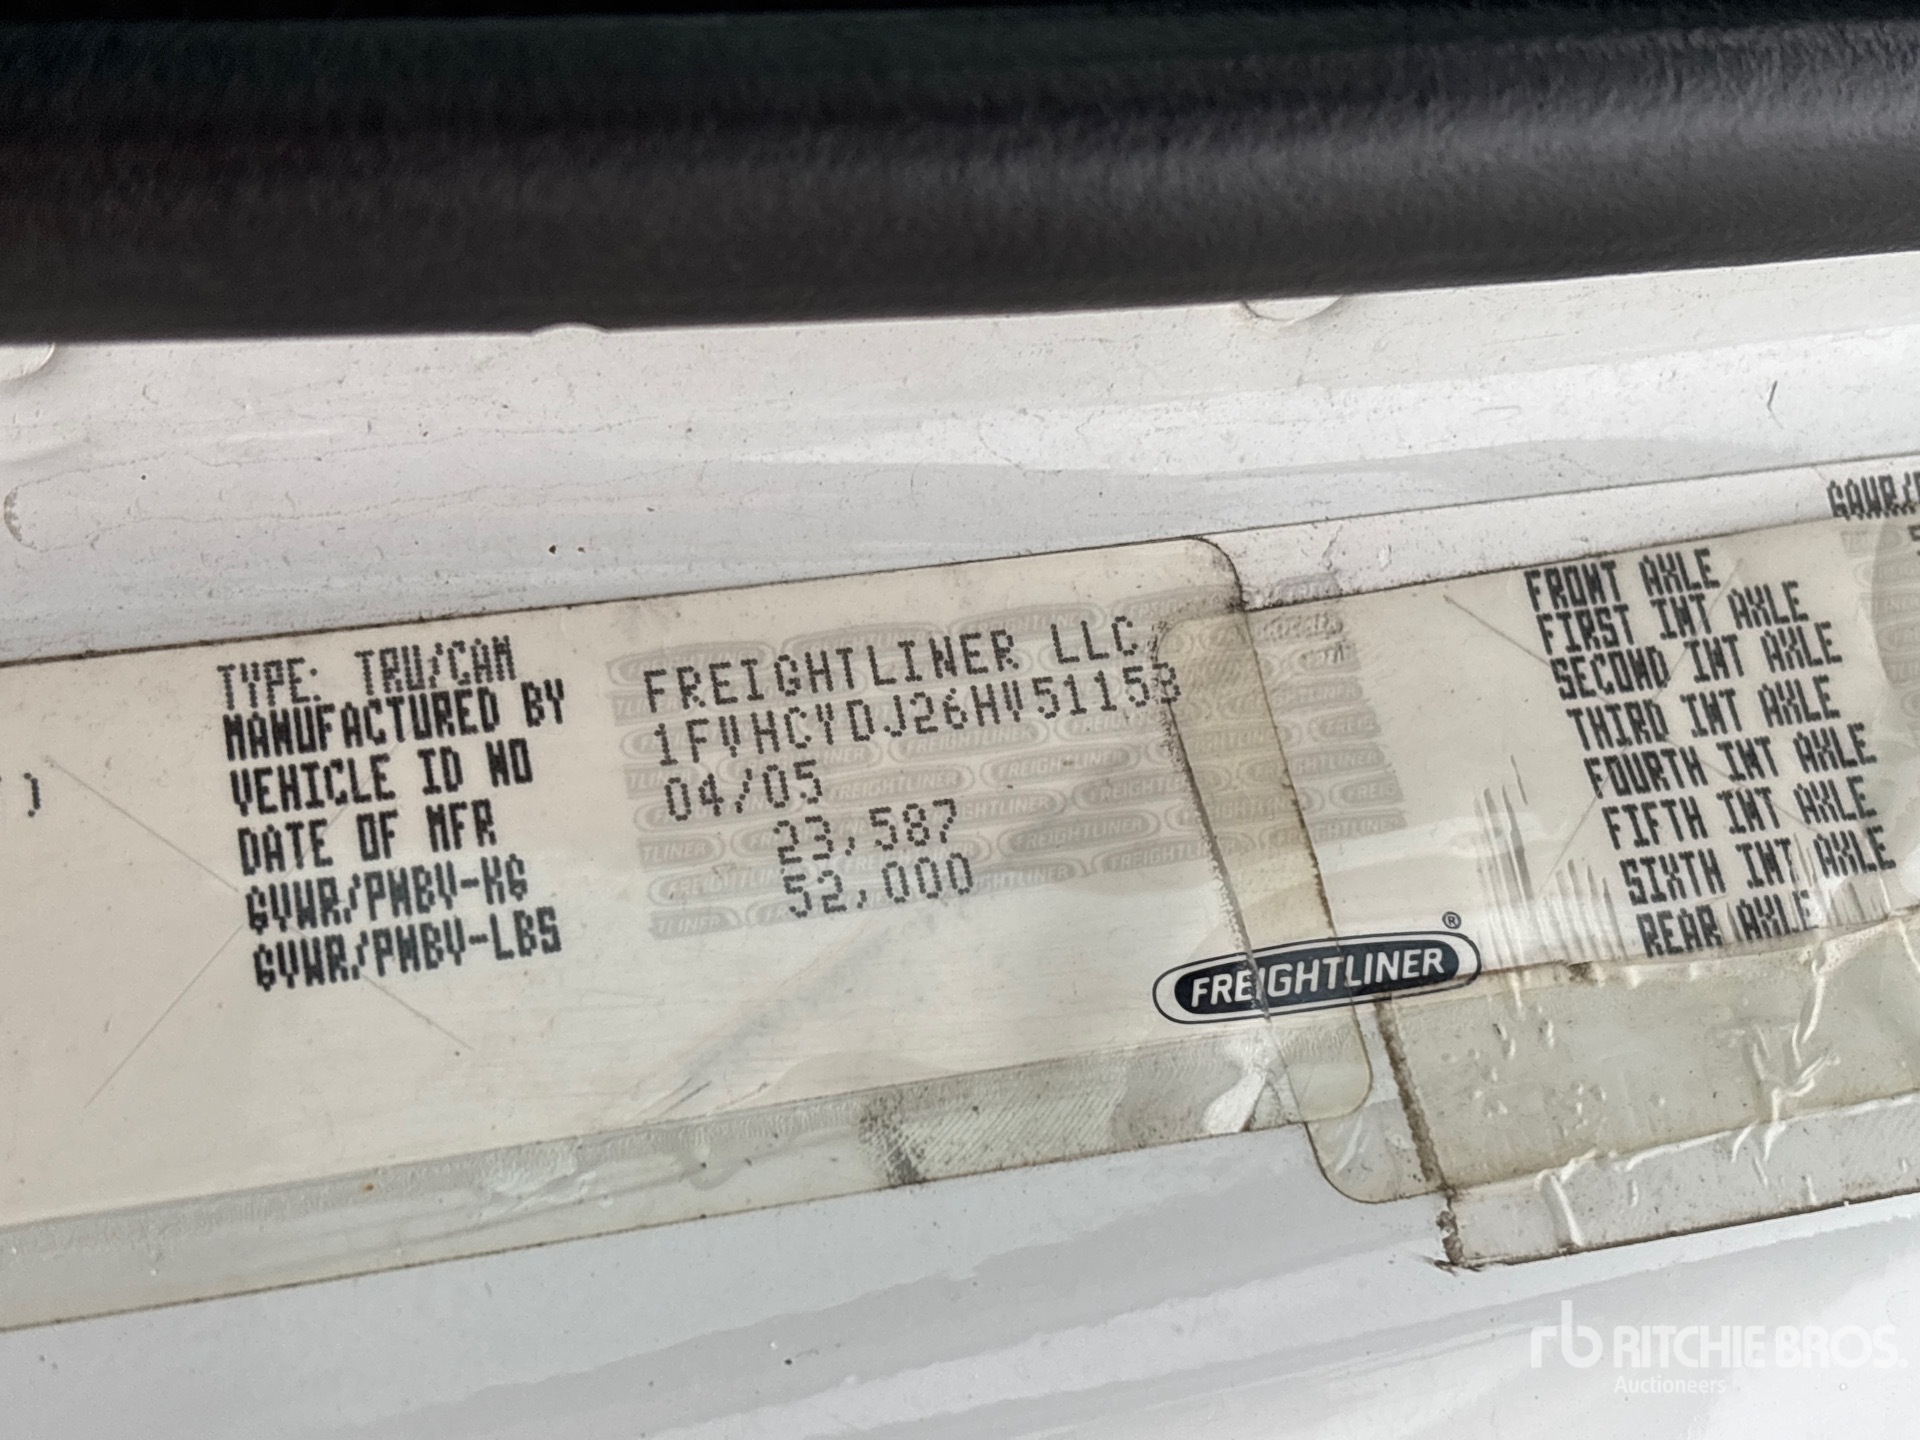 TYPE: TRU/CAM
MANUFACTURED BY FREIGHTLINER LLC
VEHICLE ID NO 1FVHCYDJ26HV51153
DATE OF MFR 04/05
GVWR/PNBV-KG 23,587
GVWR/PNBV-LBS 52,000
)
FREIGHTLINER®
FRONT AXLE
FIRST INT AXLE
SECOND INT AXLE
THIRD INT AXLE
FOURTH INT AXLE
FIFTH INT AXLE
SIXTH INT AXLE
REAR AXLE
rb RITCHIE BROS.
Auctioneers